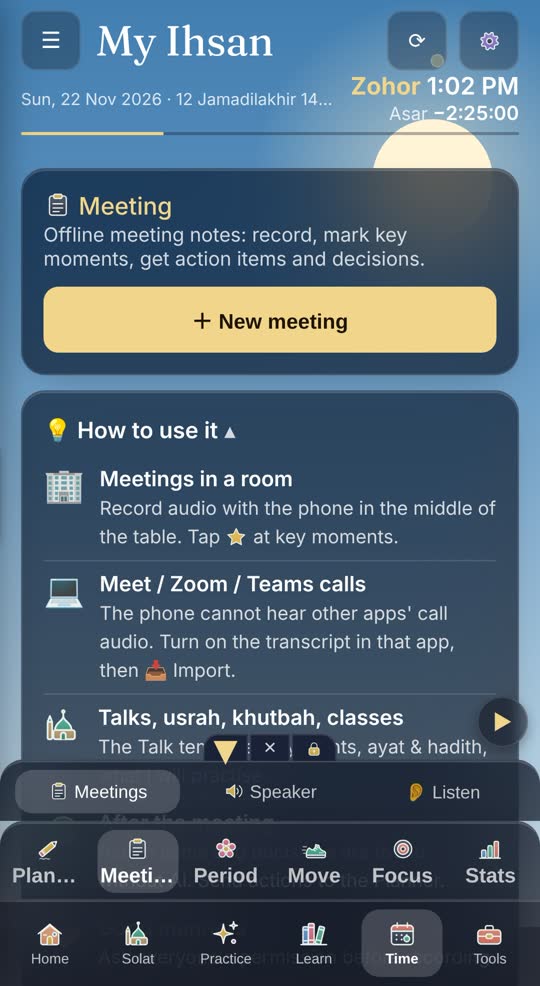 My Ihsan
Sun, 22 Nov 2026 · 12 Jamadilakhir 14...
Zohor 1:02 PM
Asar −2:25:00
Meeting
Offline meeting notes: record, mark key
moments, get action items and decisions.
+ New meeting
How to use it
Meetings in a room
Record audio with the phone in the middle of
the table. Tap ⭐ at key moments.
Meet / Zoom / Teams calls
The phone cannot hear other apps' call
audio. Turn on the transcript in that app,
then 📥 Import.
Talks, usrah, khutbah, classes
The Talk ayat & hadith,
what I will practise
Meetings
Speaker
Listen
After the meeting
Plan...
Meeti...
Period
Move
Focus
Stats
Home
Solat
Practice
Learn
Time
Tools